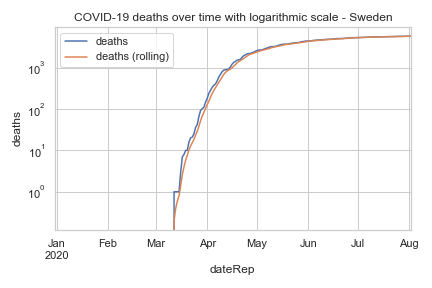 COVID-19 deaths over time with logarithmic scale - Sweden
deaths
deaths (rolling)
deaths
10³
10²
10¹
10⁰
Jan Feb Mar Apr May Jun Jul Aug
2020
dateRep